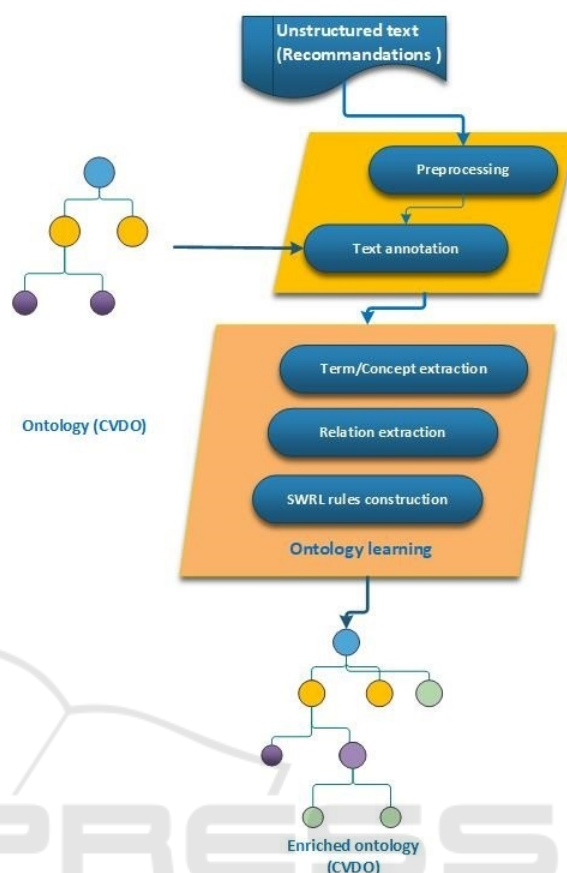 Unstructured text
(Recommandations )
Preprocessing
Text annotation
Term/Concept extraction
Ontology (CVDO)
Relation extraction
SWRL rules construction
Ontology learning
PRESS
Enriched ontology
(CVDO)